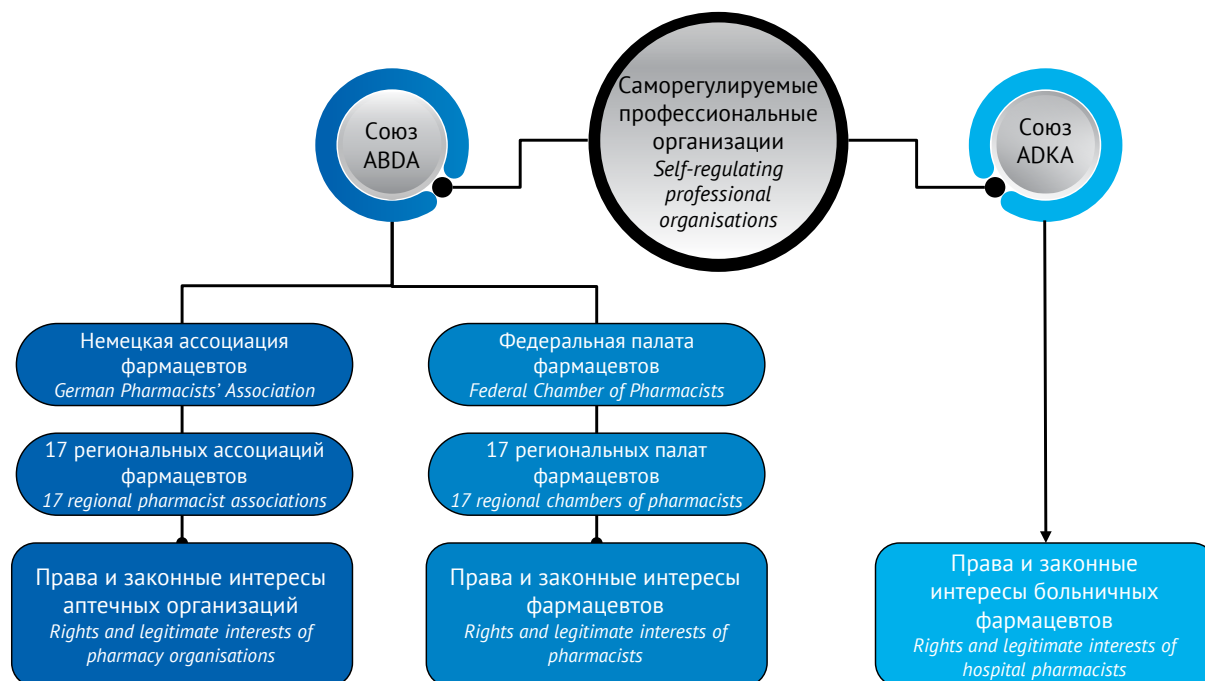 Саморегулируемые
профессиональные
организации
Self-regulating
professional
organisations
Союз
ABDA
Союз
ADKA
Немецкая ассоциация
фармацевтов
German Pharmacists’ Association
Федеральная палата
фармацевтов
Federal Chamber of Pharmacists
17 региональных ассоциаций
фармацевтов
17 regional pharmacist associations
17 региональных палат
фармацевтов
17 regional chambers of pharmacists
Права и законные интересы
аптечных организаций
Rights and legitimate interests of
pharmacy organisations
Права и законные интересы
фармацевтов
Rights and legitimate interests of
pharmacists
Права и законные
интересы больничных
фармацевтов
Rights and legitimate interests of
hospital pharmacists